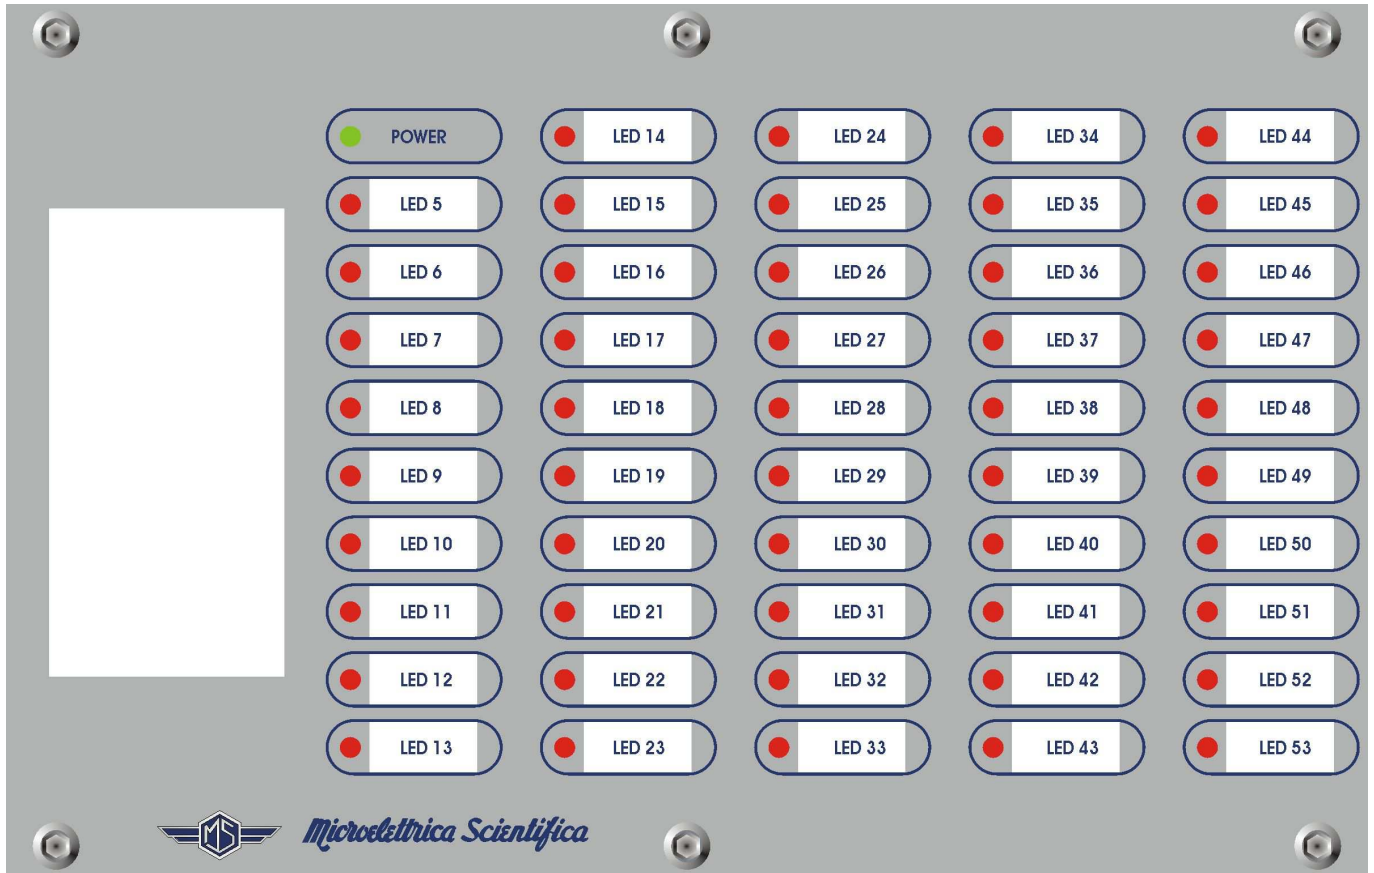 POWER LED 14 LED 24 LED 34 LED 44
LED 5 LED 15 LED 25 LED 35 LED 45
LED 6 LED 16 LED 26 LED 36 LED 46
LED 7 LED 17 LED 27 LED 37 LED 47
LED 8 LED 18 LED 28 LED 38 LED 48
LED 9 LED 19 LED 29 LED 39 LED 49
LED 10 LED 20 LED 30 LED 40 LED 50
LED 11 LED 21 LED 31 LED 41 LED 51
LED 12 LED 22 LED 32 LED 42 LED 52
LED 13 LED 23 LED 33 LED 43 LED 53
MS Microelettrica Scientifica